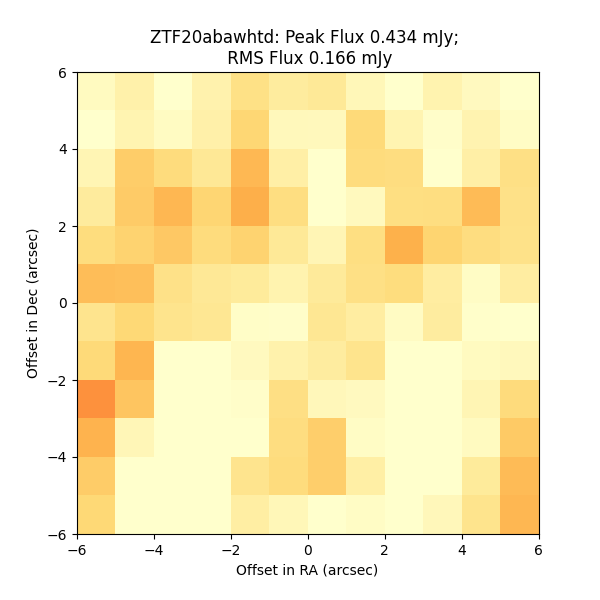 ZTF20abawhtd: Peak Flux 0.434 mJy;
RMS Flux 0.166 mJy
6
4
2
0
−2
−4
−6
Offset in Dec (arcsec)
−6 −4 −2 0 2 4 6
Offset in RA (arcsec)